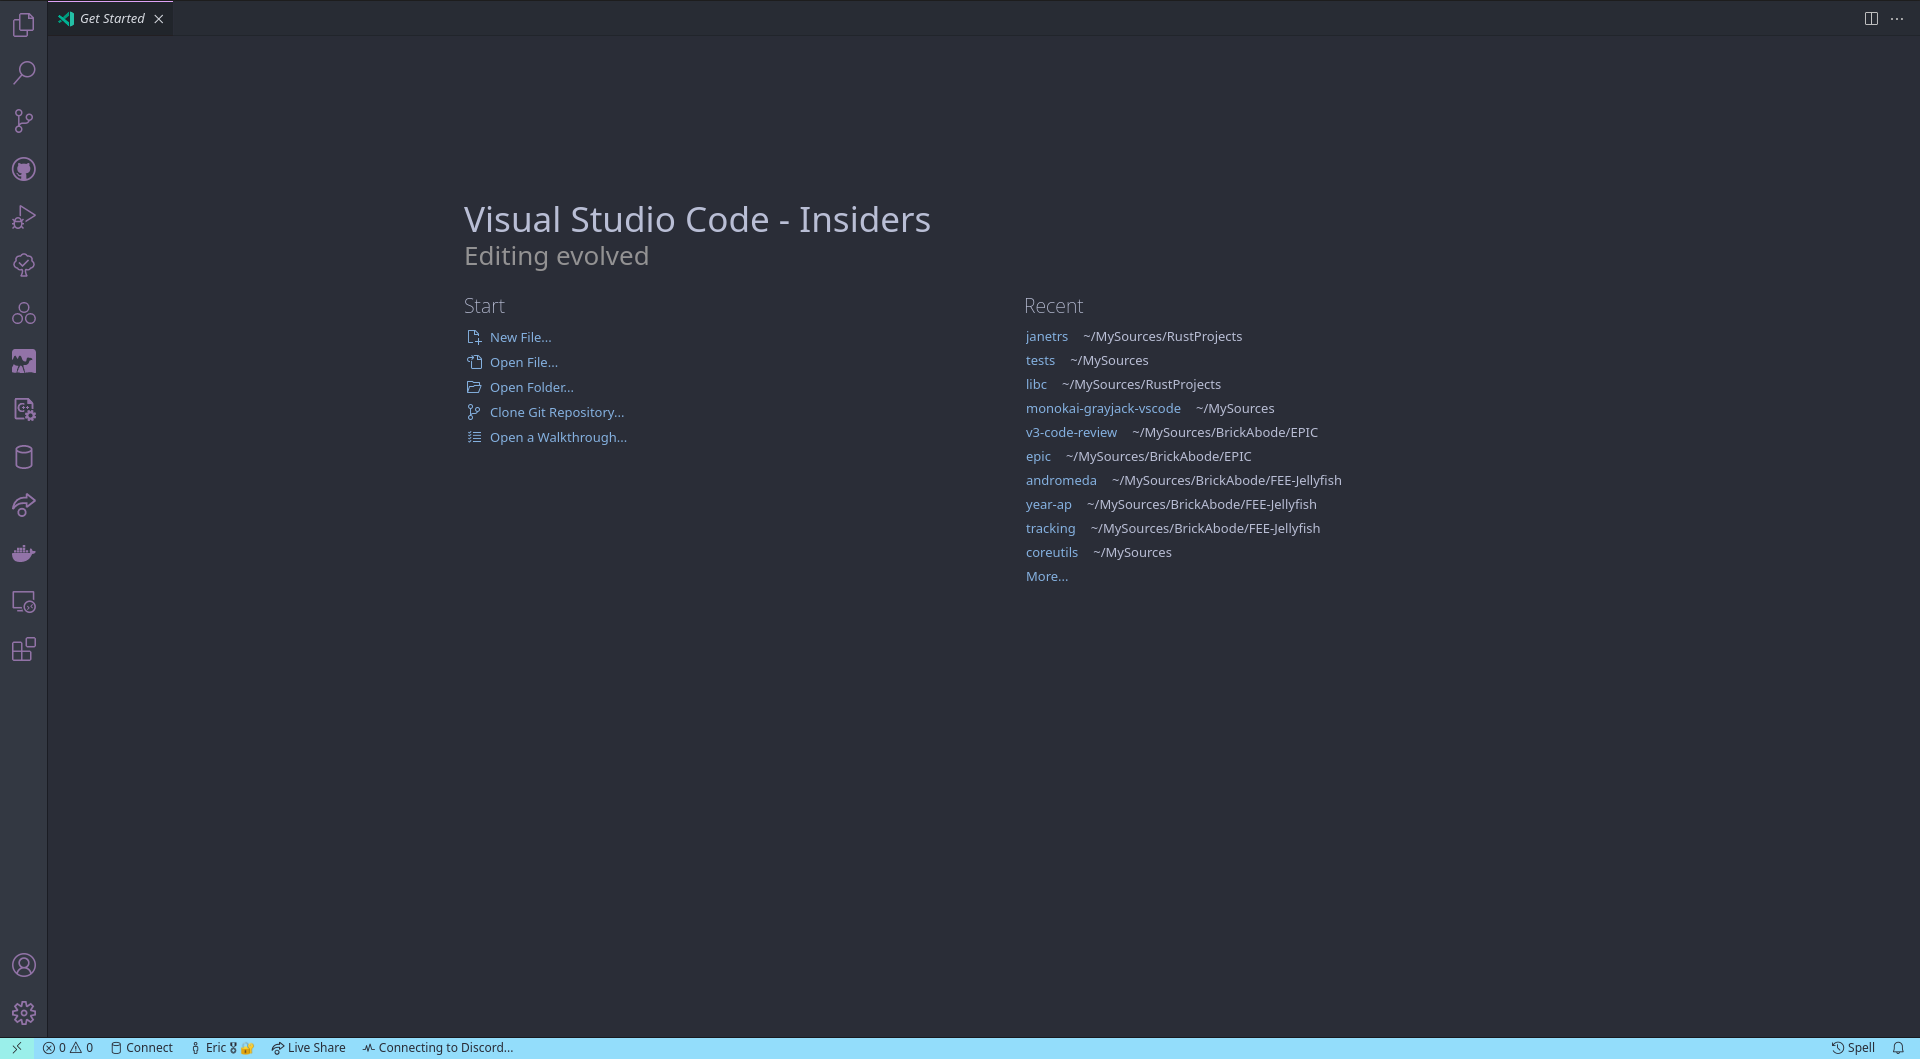 Get Started
Visual Studio Code - Insiders
Editing evolved
Start
New File...
Open File...
Open Folder...
Clone Git Repository...
Open a Walkthrough...
Recent
janetrs ~/MySources/RustProjects
tests ~/MySources
libc ~/MySources/RustProjects
monokai-grayjack-vscode ~/MySources
v3-code-review ~/MySources/BrickAbode/EPIC
epic ~/MySources/BrickAbode/EPIC
andromeda ~/MySources/BrickAbode/FEE-Jellyfish
year-ap ~/MySources/BrickAbode/FEE-Jellyfish
tracking ~/MySources/BrickAbode/FEE-Jellyfish
coreutils ~/MySources
More...
0 0 Connect Eric Live Share Connecting to Discord... Spell